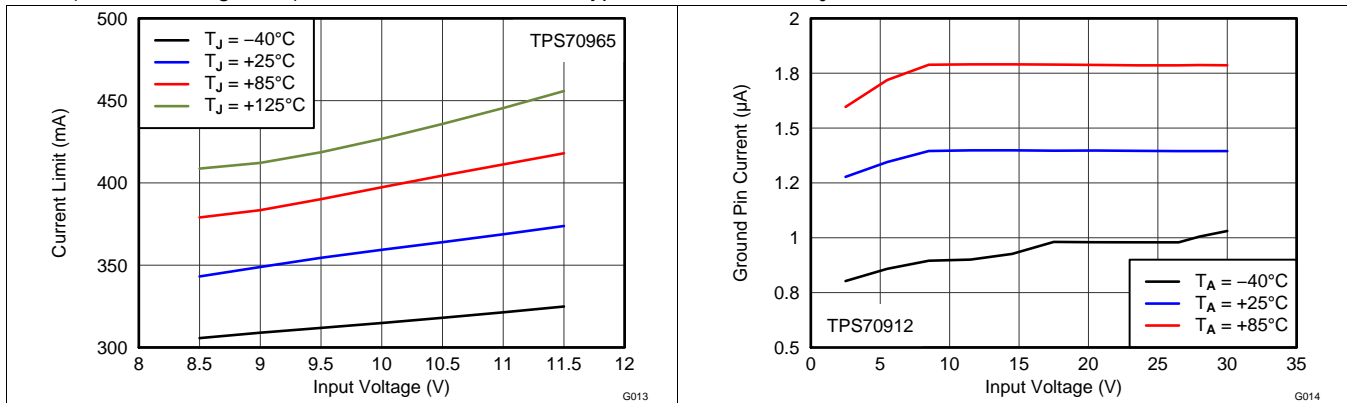 500
450
400
350
300
Current Limit (mA)
T_J = −40°C
T_J = +25°C
T_J = +85°C
T_J = +125°C
TPS70965
8 8.5 9 9.5 10 10.5 11 11.5 12
Input Voltage (V)
G013
2
1.8
1.5
1.2
1
0.8
0.5
Ground Pin Current (µA)
TPS70912
T_A = −40°C
T_A = +25°C
T_A = +85°C
0 5 10 15 20 25 30 35
Input Voltage (V)
G014